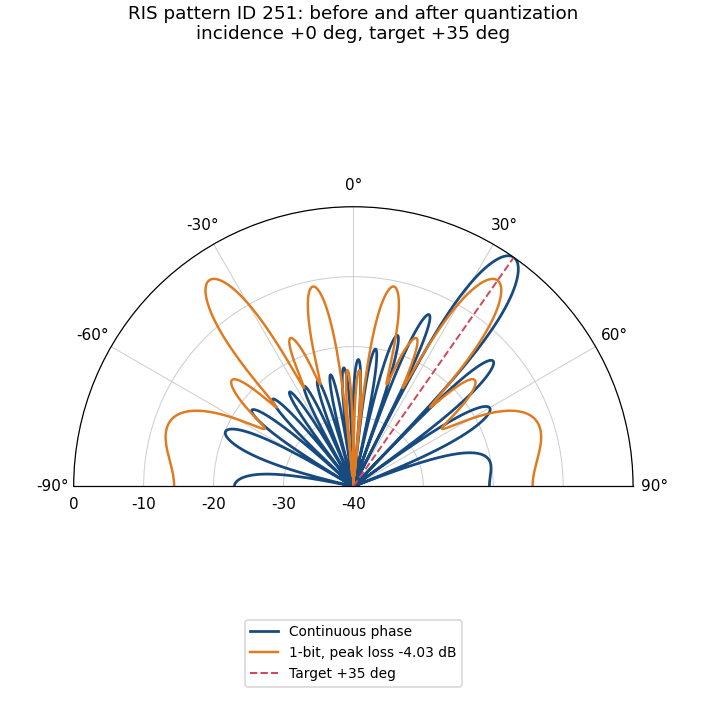 RIS pattern ID 251: before and after quantization
incidence +0 deg, target +35 deg
0°
-30°
30°
-60°
60°
-90°
90°
0
-10
-20
-30
-40
Continuous phase
1-bit, peak loss -4.03 dB
Target +35 deg